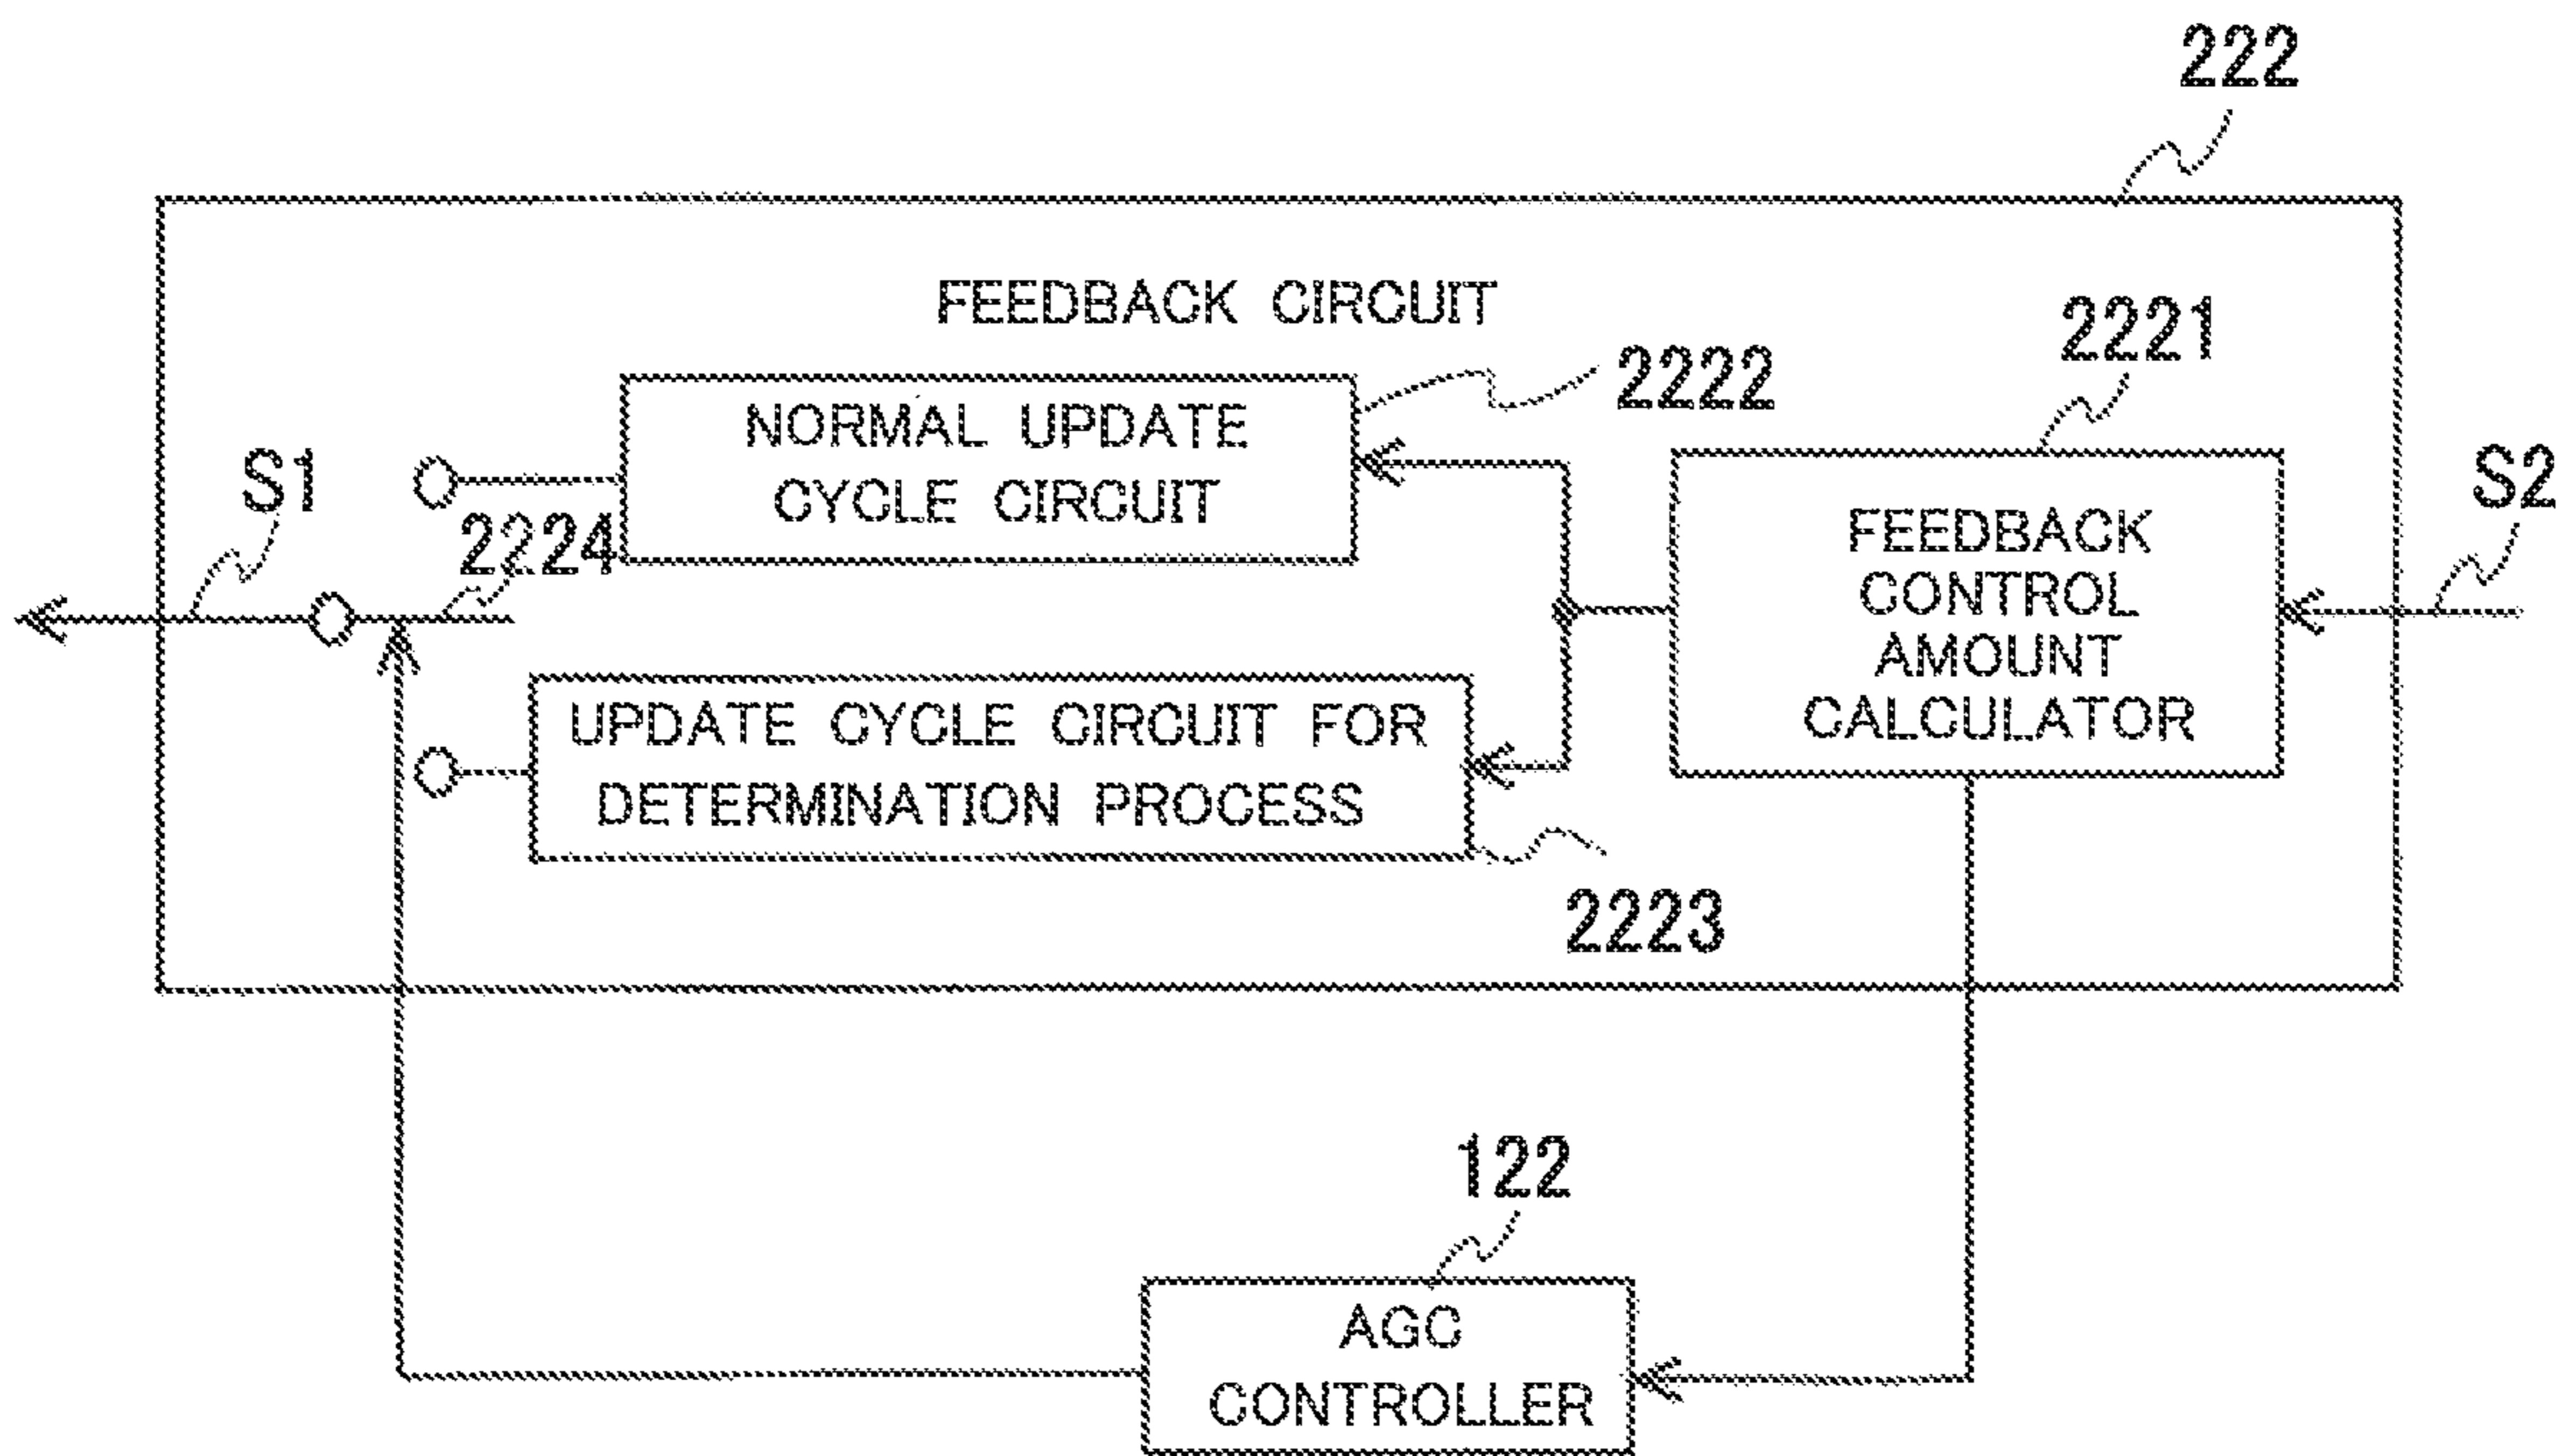 222
FEEDBACK CIRCUIT
2221
2222
NORMAL UPDATE
CYCLE CIRCUIT
S1
2224
S2
FEEDBACK
CONTROL
AMOUNT
CALCULATOR
UPDATE CYCLE CIRCUIT FOR
DETERMINATION PROCESS
2223
122
AGC
CONTROLLER